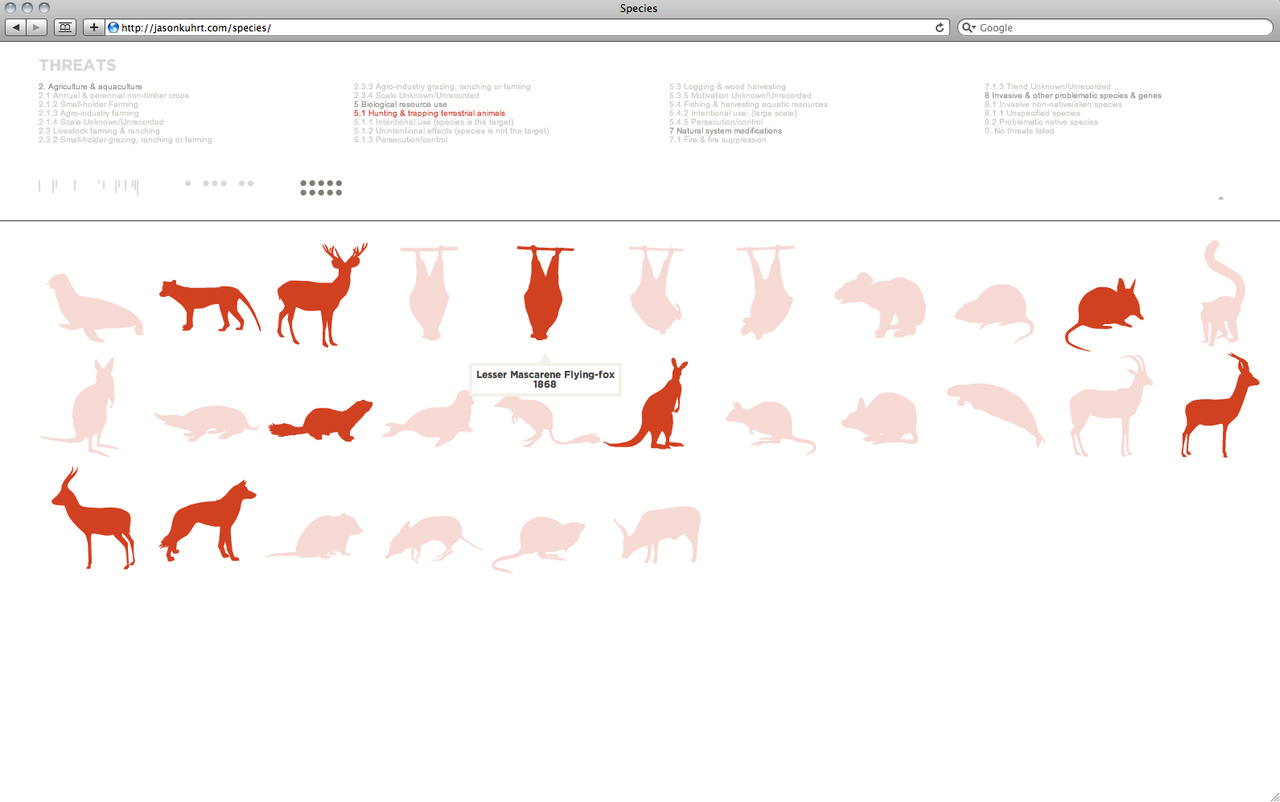 Species
http://jasonkuhrt.com/species/
Google
THREATS
2. Agriculture & aquaculture
2.1 Annual & perennial non-timber crops
2.1.2 Small-holder Farming
2.1.3 Agro-industry farming
2.1.4 Scale Unknown/Unrecorded
2.3 Livestock farming & ranching
2.3.2 Small-holder grazing, ranching or farming
2.3.3 Agro-industry grazing, ranching or farming
2.3.4 Scale Unknown/Unrecorded
5 Biological resource use
5.1 Hunting & trapping terrestrial animals
5.1.1 Intentional use (species is the target)
5.1.2 Unintentional effects (species is not the target)
5.1.3 Persecution/control
5.3 Logging & wood harvesting
5.3.5 Motivation Unknown/Unrecorded
5.4 Fishing & harvesting aquatic resources
5.4.2 Intentional use: (large scale)
5.4.5 Persecution/control
7 Natural system modifications
7.1 Fire & fire suppression
7.1.3 Trend Unknown/Unrecorded
8 Invasive & other problematic species & genes
8.1 Invasive non-native/alien species
8.1.1 Unspecified species
8.2 Problematic native species
0. No threats listed
Lesser Mascarene Flying-fox
1868